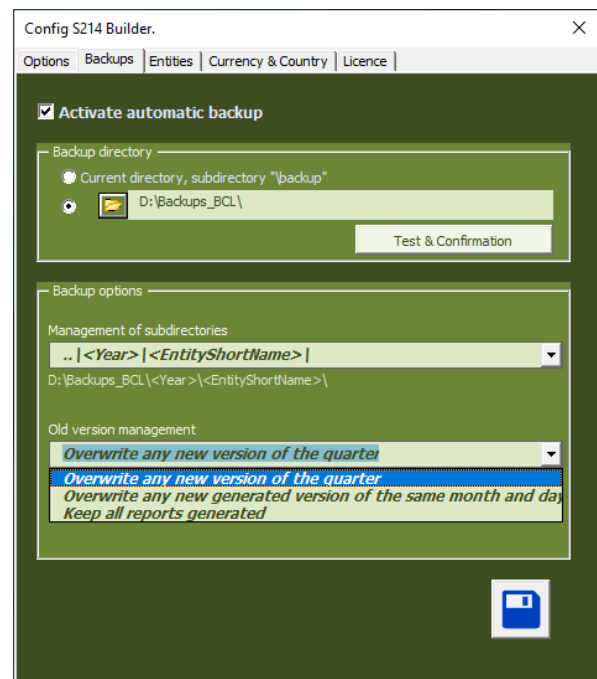 Config S214 Builder.
Options Backups Entities Currency & Country Licence
Activate automatic backup
Backup directory
Current directory, subdirectory "\backup"
D:\Backups_BCL\
Test & Confirmation
Backup options
Management of subdirectories
..|<Year>|<EntityShortName>|
D:\Backups_BCL\<Year>\<EntityShortName>\
Old version management
Overwrite any new version of the quarter
Overwrite any new version of the quarter
Overwrite any new generated version of the same month and day
Keep all reports generated